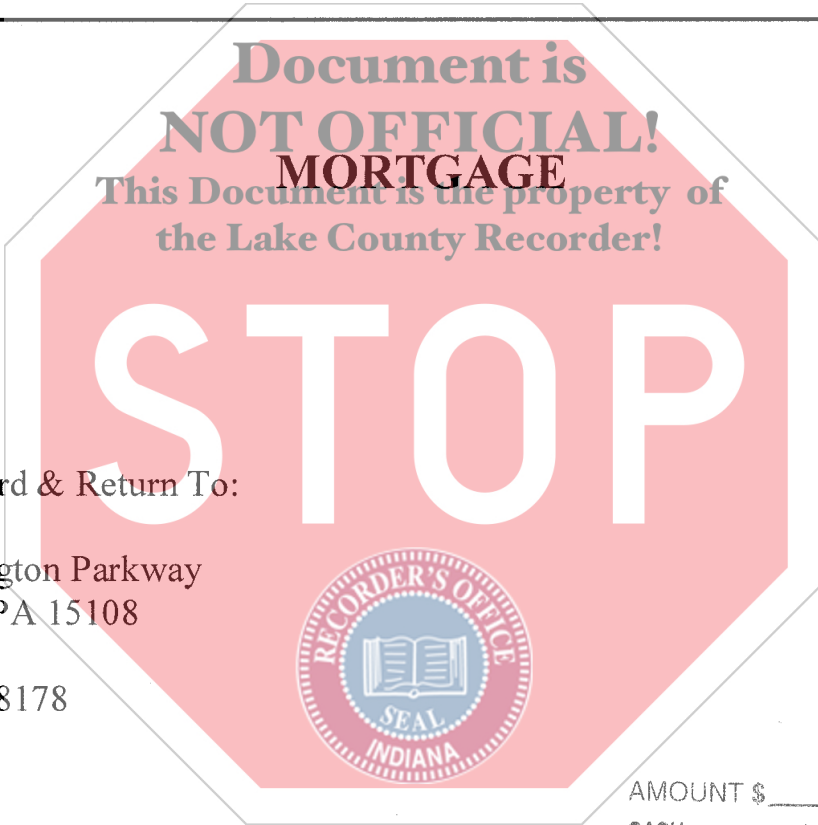 Document is
NOT OFFICIAL!
MORTGAGE
This Document is the property of
the Lake County Recorder!
STOP
rd & Return To:
gton Parkway
PA 15108
8178
RECORDER'S OFFICE
SEAL
INDIANA
AMOUNT $